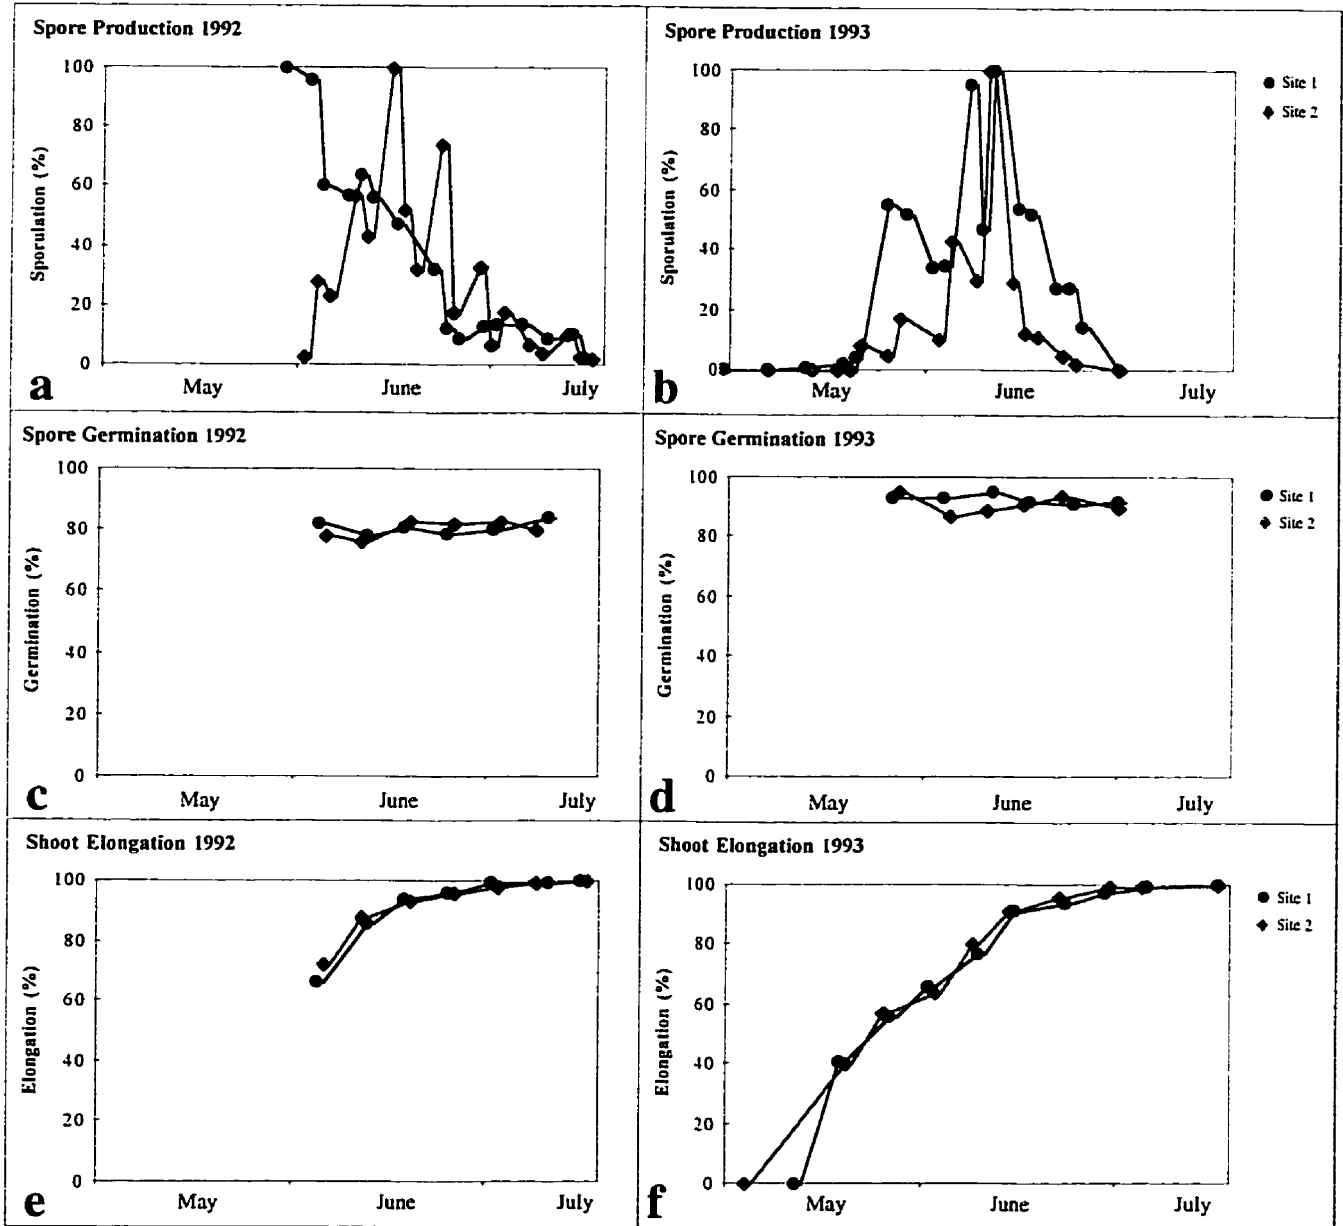 Spore Production 1992
100
80
60
40
20
0
Sporulation (%)
May June July
a
Spore Production 1993
100
80
60
40
20
0
Sporulation (%)
May June July
b
Site 1
Site 2
Spore Germination 1992
100
80
60
40
20
0
Germination (%)
May June July
c
Spore Germination 1993
100
80
60
40
20
0
Germination (%)
May June July
d
Site 1
Site 2
Shoot Elongation 1992
100
80
60
40
20
0
Elongation (%)
May June July
e
Shoot Elongation 1993
100
80
60
40
20
0
Elongation (%)
May June July
f
Site 1
Site 2